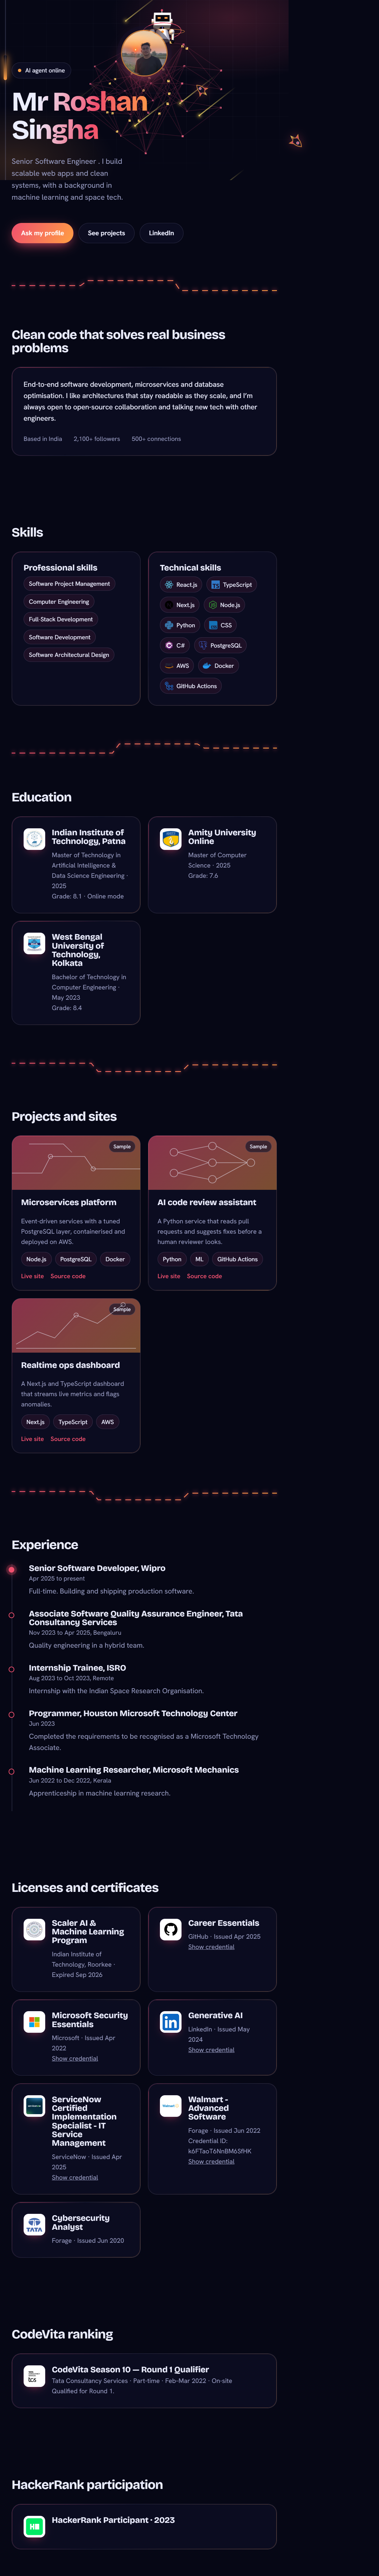 AI agent online
Mr Roshan
Singha
Senior Software Engineer . I build
scalable web apps and clean
systems, with a background in
machine learning and space tech.
Ask my profile
See projects
LinkedIn
Clean code that solves real business
problems
End-to-end software development, microservices and database
optimisation. I like architectures that stay readable as they scale, and I'm
always open to open-source collaboration and taking new tech with other
engineers.
Based in India
2,100+ followers
500+ connections
Skills
Professional skills
Software Project Management
Computer Engineering
Full-Stack Development
Software Development
Software Architectural Design
Technical skills
React.js
TypeScript
Next.js
Node.js
Python
CSS
C#
PostgreSQL
AWS
Docker
GitHub Actions
Education
Indian Institute of
Technology, Patna
Master of Technology in
Artificial Intelligence &
Data Science Engineering ·
2025
Grade: 8.1 · Online mode
Amity University
Online
Master of Computer
Science · 2025
Grade: 7.6
West Bengal
University of
Technology,
Kolkata
Bachelor of Technology in
Computer Engineering ·
May 2023
Grade: 8.4
Projects and sites
Sample
Microservices platform
Event-driven services with a tuned
PostgreSQL layer, containerised and
deployed on AWS.
Node.js
PostgreSQL
Docker
Live site
Source code
Sample
AI code review assistant
A Python service that reads pull
requests and suggests fixes before a
human reviewer looks.
Python
ML
GitHub Actions
Live site
Source code
Sample
Realtime ops dashboard
A Next.js and TypeScript dashboard
that streams live metrics and flags
anomalies.
Next.js
TypeScript
AWS
Live site
Source code
Experience
Senior Software Developer, Wipro
Apr 2025 to present
Full-time. Building and shipping production software.
Associate Software Quality Assurance Engineer, Tata
Consultancy Services
Nov 2023 to Apr 2025, Bengaluru
Quality engineering in a hybrid team.
Internship Trainee, ISRO
Aug 2023 to Oct 2023, Remote
Internship with the Indian Space Research Organisation.
Programmer, Houston Microsoft Technology Center
Jun 2023
Completed the requirements to be recognised as a Microsoft Technology
Associate.
Machine Learning Researcher, Microsoft Mechanics
Jun 2022 to Dec 2022, Kerala
Apprenticeship in machine learning research.
Licenses and certificates
Scaler AI &
Machine Learning
Program
Indian Institute of
Technology, Roorkee ·
Expired Sep 2026
Career Essentials
GitHub · Issued Apr 2025
Show credential
Microsoft Security
Essentials
Microsoft · Issued Apr
2022
Show credential
Generative AI
LinkedIn · Issued May
2024
Show credential
ServiceNow
Certified
Implementation
Specialist - IT
Service
Management
ServiceNow · Issued Apr
2025
Show credential
Walmart -
Advanced
Software
Forage · Issued Jun 2022
Credential ID:
k6FTaoT6NnBM6SfHK
Show credential
TATA
Cybersecurity
Analyst
Forage · Issued Jun 2020
CodeVita ranking
tcs
CodeVita Season 10 — Round 1 Qualifier
Tata Consultancy Services · Part-time · Feb-Mar 2022 · On-site
Qualified for Round 1.
HackerRank participation
HackerRank Participant · 2023